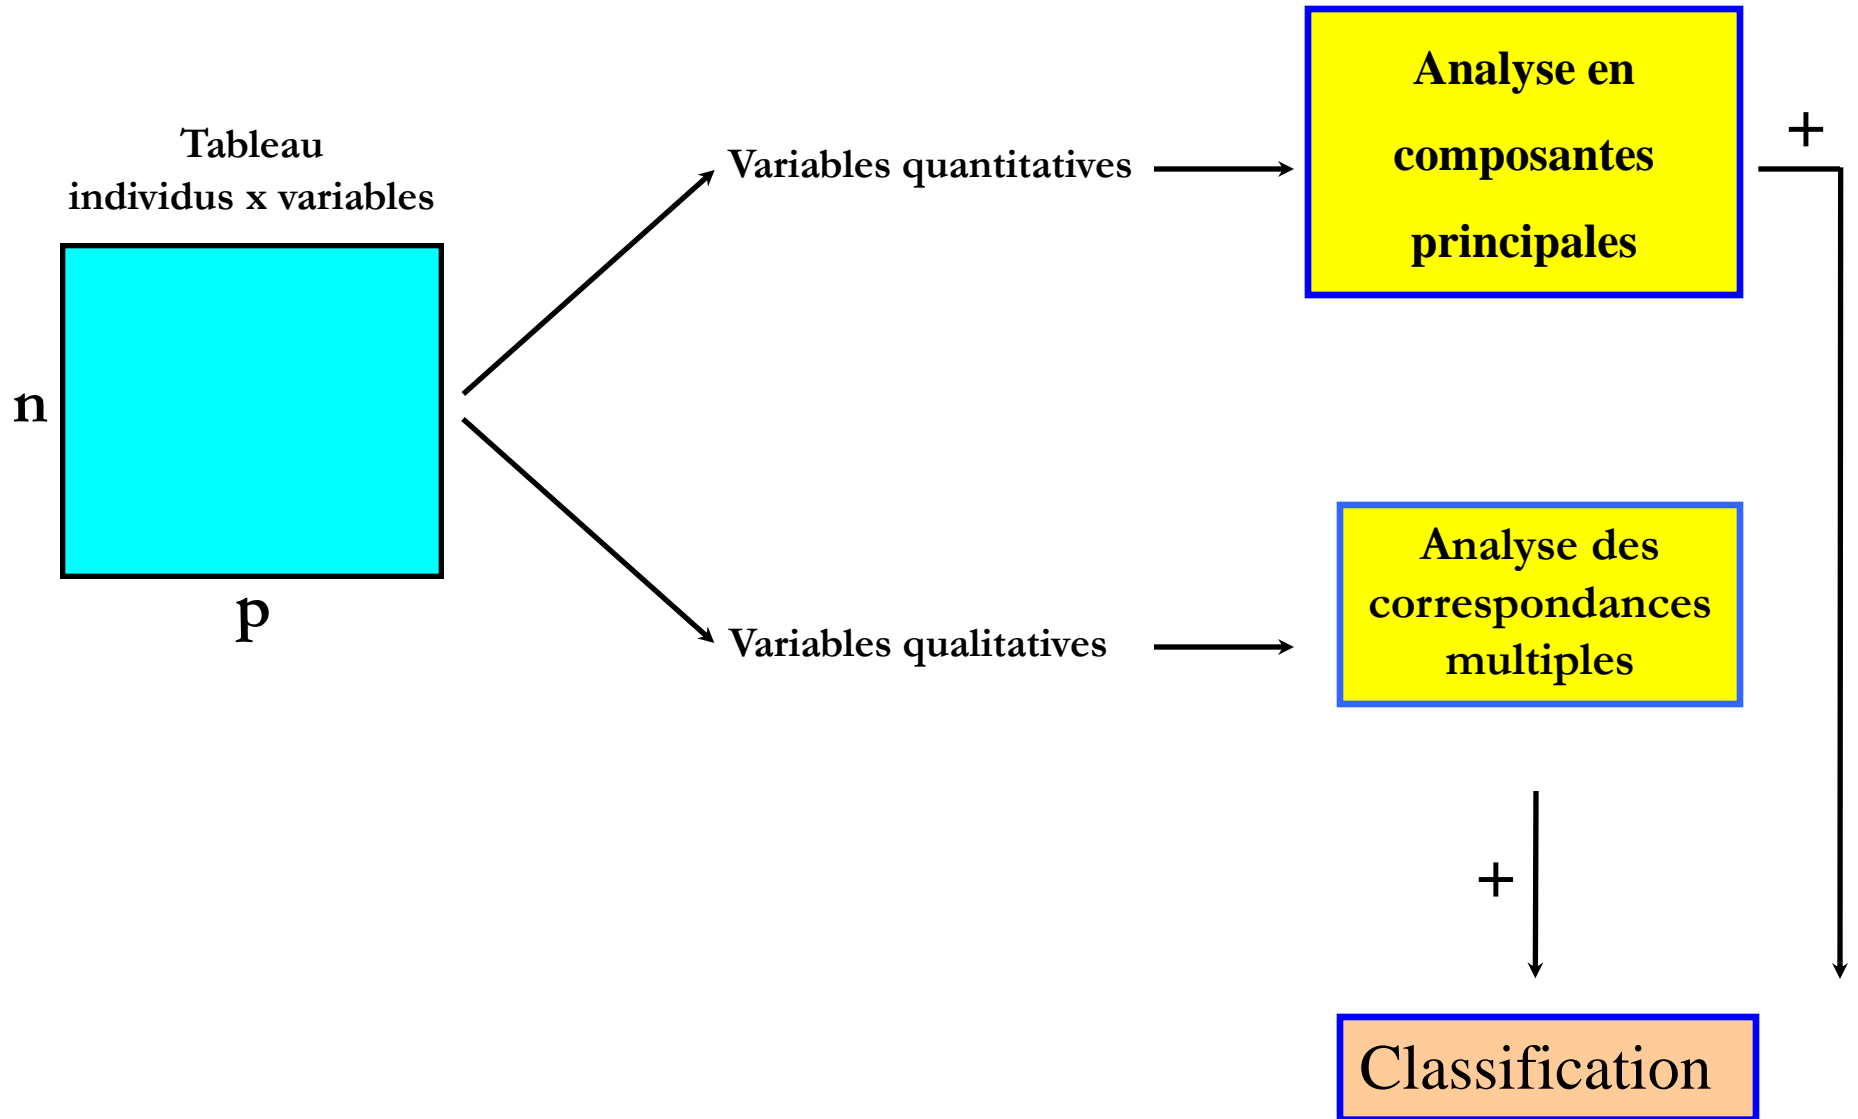 Tableau
individus x variables
n
p
Variables quantitatives
Analyse en
composantes
principales
+
Variables qualitatives
Analyse des
correspondances
multiples
+
Classification